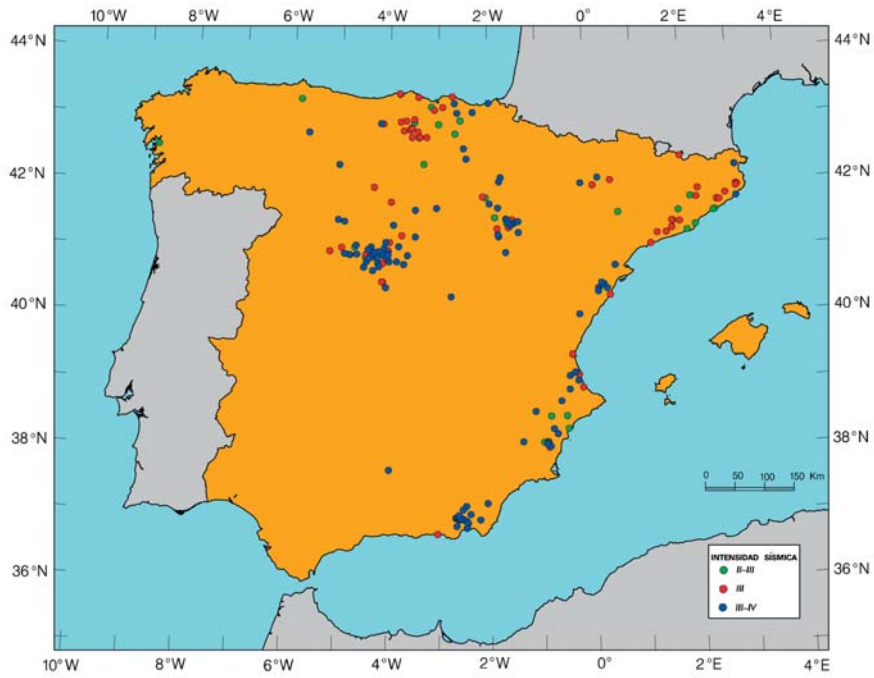 10°W 8°W 6°W 4°W 2°W 0° 2°E 4°E
44°N 44°N
42°N 42°N
40°N 40°N
38°N 38°N
0 50 100 150 Km
INTENSIDAD SÍSMICA
II-III
36°N 36°N
III
III-IV
10°W 8°W 6°W 4°W 2°W 0° 2°E 4°E